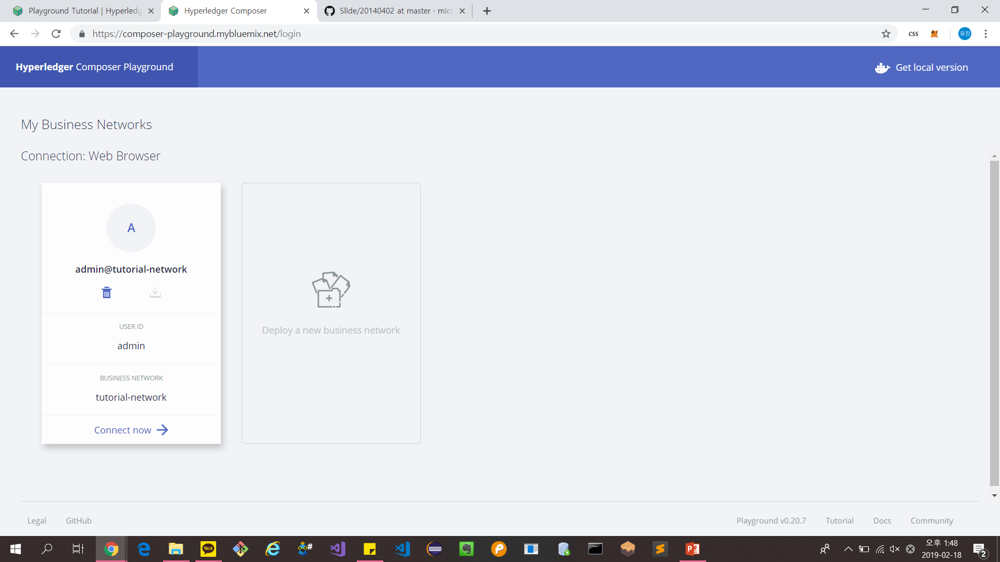 Playground Tutorial | Hyperledg
Hyperledger Composer
Slide/20140402 at master · micc
https://composer-playground.mybluemix.net/login
css
유진
Hyperledger Composer Playground
Get local version
My Business Networks
Connection: Web Browser
A
admin@tutorial-network
USER ID
admin
BUSINESS NETWORK
tutorial-network
Connect now
Deploy a new business network
Legal
GitHub
Playground v0.20.7
Tutorial
Docs
Community
TALK
오후 1:48
2019-02-18
2